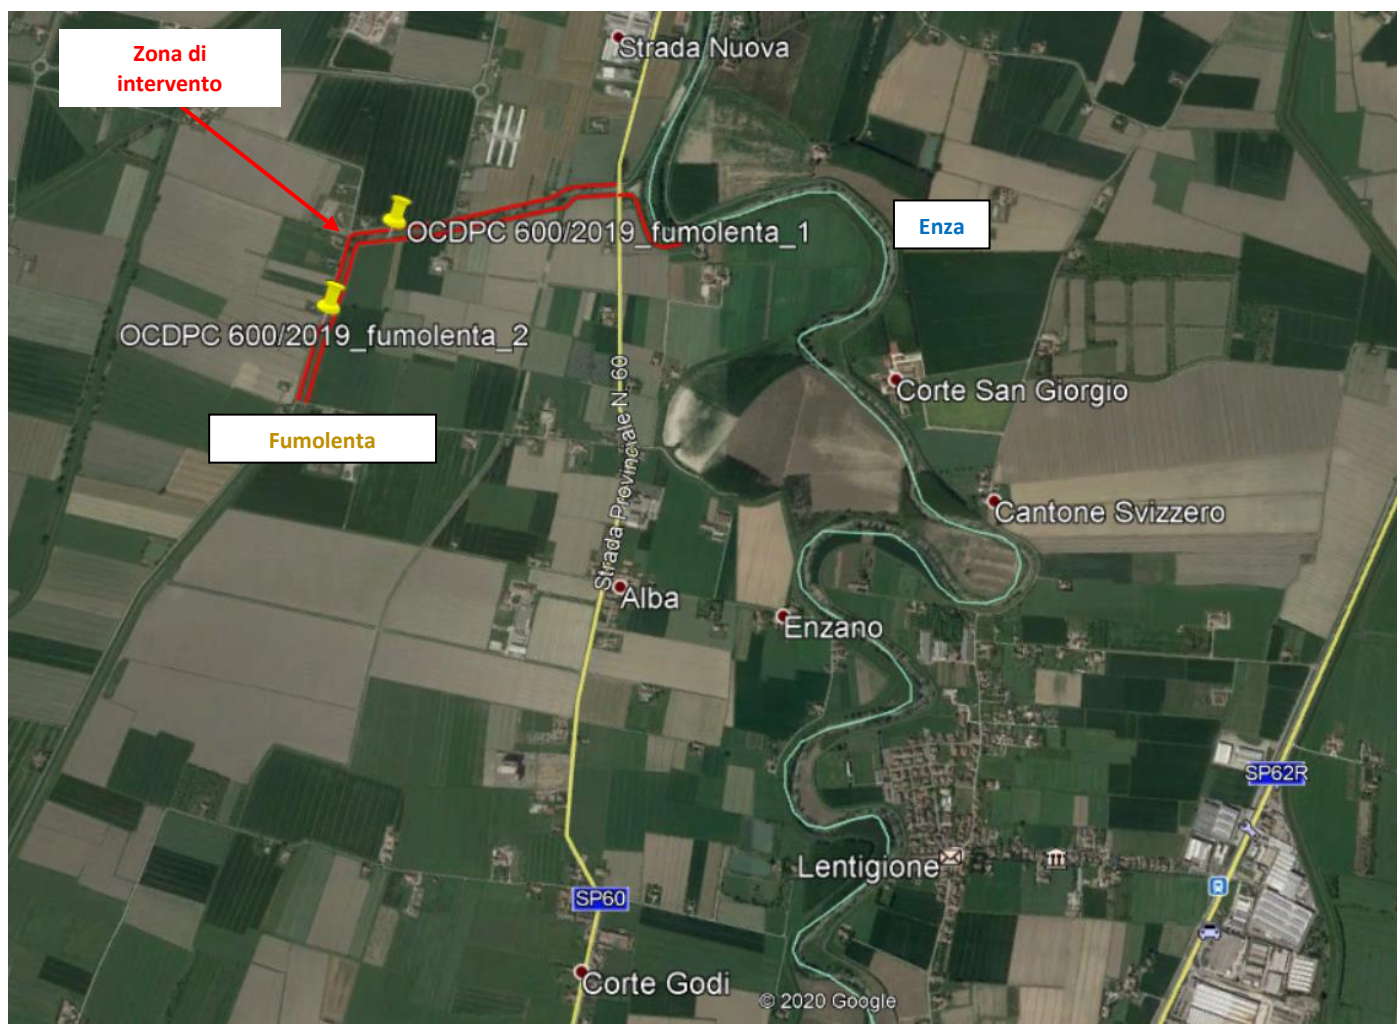 Strada Nuova
Zona di
intervento
Enza
OCDPC 600/2019_fumolenta_1
OCDPC 600/2019_fumolenta_2
Strada Provinciale N. 60
Corte San Giorgio
Fumolenta
Cantone Svizzero
Alba
Enzano
SP62R
Lentigione
SP60
Corte Godi
© 2020 Google